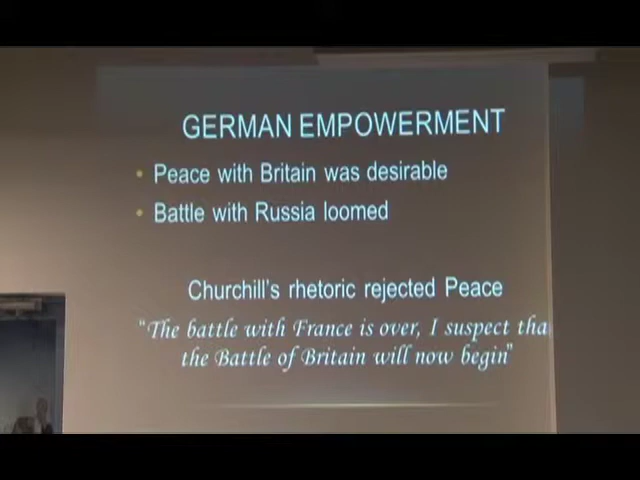 GERMAN EMPOWERMENT
• Peace with Britain was desirable
• Battle with Russia loomed
Churchill's rhetoric rejected Peace
"The battle with France is over, I suspect tha
the Battle of Britain will now begin"